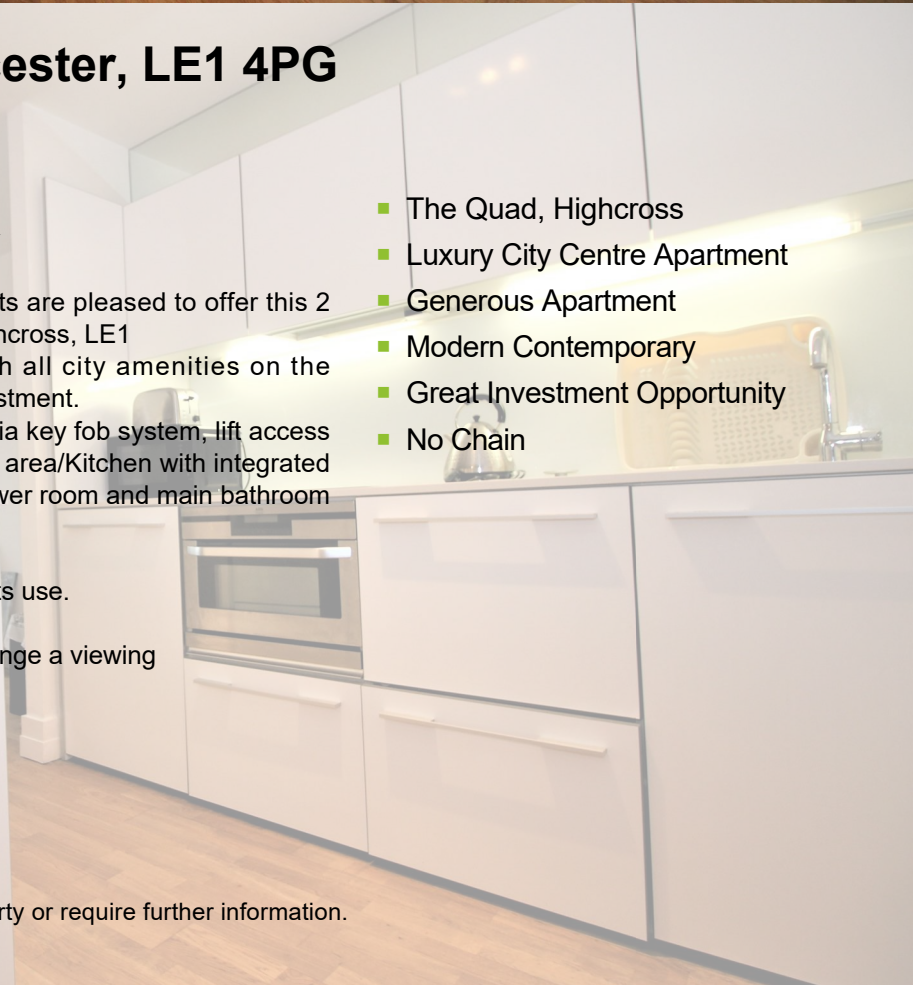 ester, LE1 4PG
ts are pleased to offer this 2
hcross, LE1
h all city amenities on the
stment.
ia key fob system, lift access
area/Kitchen with integrated
wer room and main bathroom
ts use.
nge a viewing
rty or require further information.
The Quad, Highcross
Luxury City Centre Apartment
Generous Apartment
Modern Contemporary
Great Investment Opportunity
No Chain